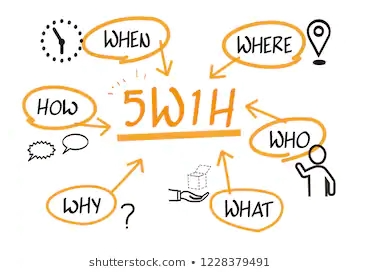 WHEN
WHERE
HOW
5W1H
WHO
WHY
?
WHAT
shutterstock.com • 1228379491